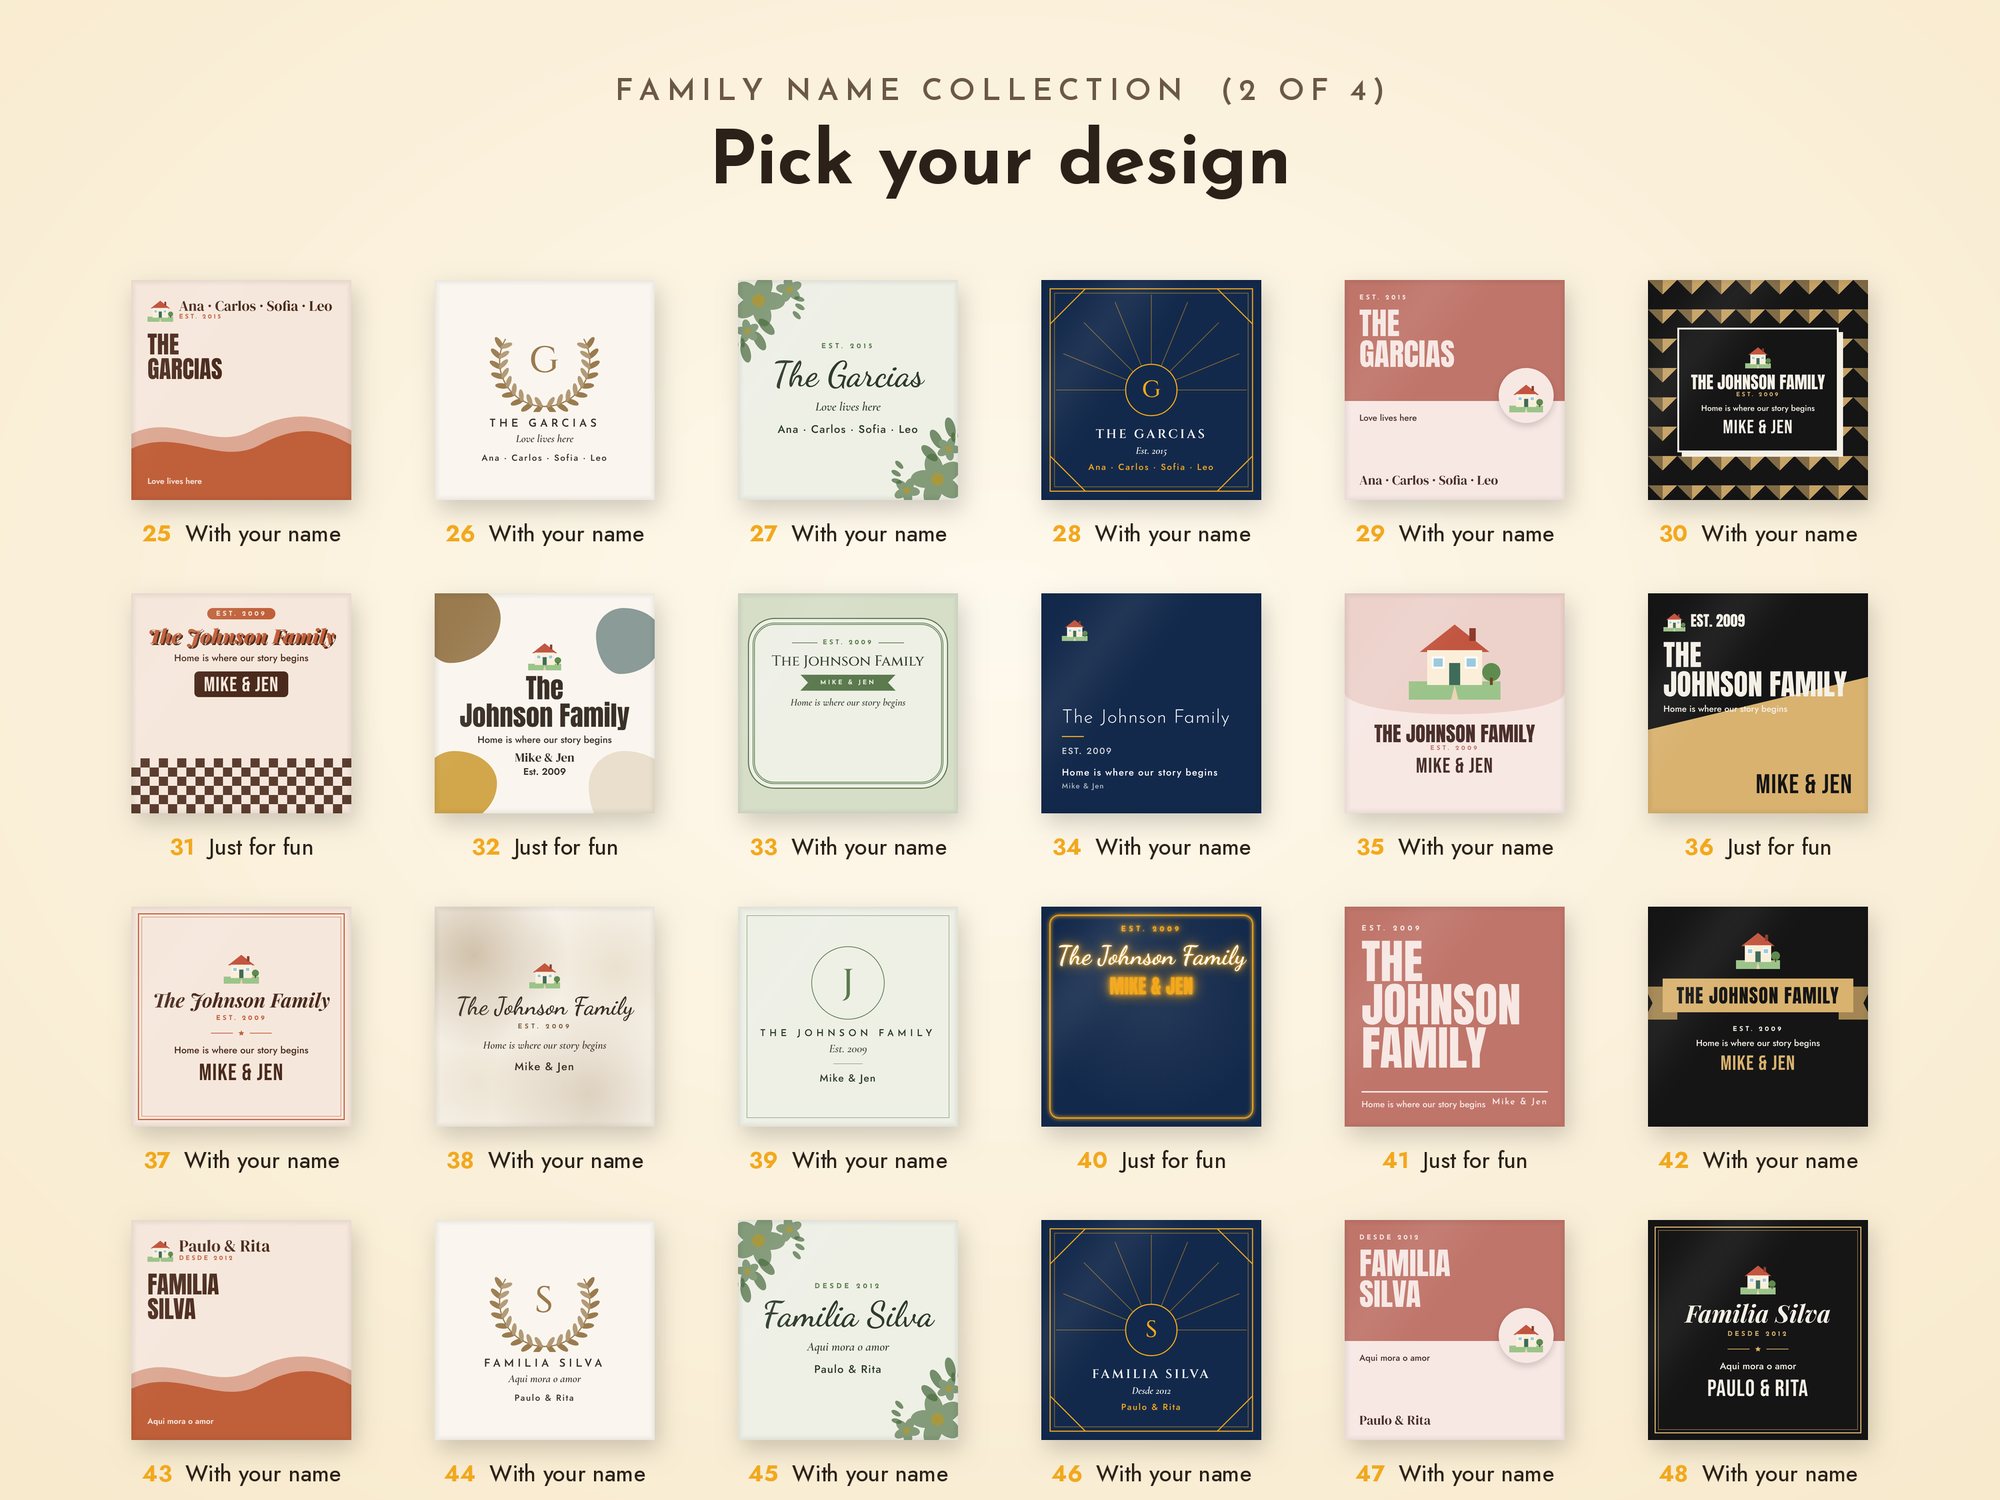 FAMILY NAME COLLECTION (2 OF 4)
Pick your design
Ana · Carlos · Sofia · Leo
EST. 2015
THE
GARCIAS
Love lives here
25 With your name
G
THE GARCIAS
Love lives here
Ana · Carlos · Sofia · Leo
26 With your name
EST. 2015
The Garcias
Love lives here
Ana · Carlos · Sofia · Leo
27 With your name
G
THE GARCIAS
Est. 2015
Ana · Carlos · Sofia · Leo
28 With your name
EST. 2015
THE
GARCIAS
Love lives here
Ana · Carlos · Sofia · Leo
29 With your name
THE JOHNSON FAMILY
EST. 2009
Home is where our story begins
MIKE & JEN
30 With your name
EST. 2009
The Johnson Family
Home is where our story begins
MIKE & JEN
31 Just for fun
The
Johnson Family
Home is where our story begins
Mike & Jen
Est. 2009
32 Just for fun
EST. 2009
THE JOHNSON FAMILY
MIKE & JEN
Home is where our story begins
33 With your name
The Johnson Family
EST. 2009
Home is where our story begins
Mike & Jen
34 With your name
THE JOHNSON FAMILY
EST. 2009
MIKE & JEN
35 With your name
EST. 2009
THE
JOHNSON FAMILY
Home is where our story begins
MIKE & JEN
36 Just for fun
The Johnson Family
EST. 2009
Home is where our story begins
MIKE & JEN
37 With your name
The Johnson Family
EST. 2009
Home is where our story begins
Mike & Jen
38 With your name
J
THE JOHNSON FAMILY
Est. 2009
Mike & Jen
39 With your name
EST. 2009
The Johnson Family
MIKE & JEN
40 Just for fun
EST. 2009
THE
JOHNSON
FAMILY
Home is where our story begins Mike & Jen
41 Just for fun
THE JOHNSON FAMILY
EST. 2009
Home is where our story begins
MIKE & JEN
42 With your name
Paulo & Rita
DESDE 2012
FAMILIA
SILVA
Aqui mora o amor
43 With your name
S
FAMILIA SILVA
Aqui mora o amor
Paulo & Rita
44 With your name
DESDE 2012
Familia Silva
Aqui mora o amor
Paulo & Rita
45 With your name
S
FAMILIA SILVA
Desde 2012
Paulo & Rita
46 With your name
DESDE 2012
FAMILIA
SILVA
Aqui mora o amor
Paulo & Rita
47 With your name
Familia Silva
DESDE 2012
Aqui mora o amor
PAULO & RITA
48 With your name